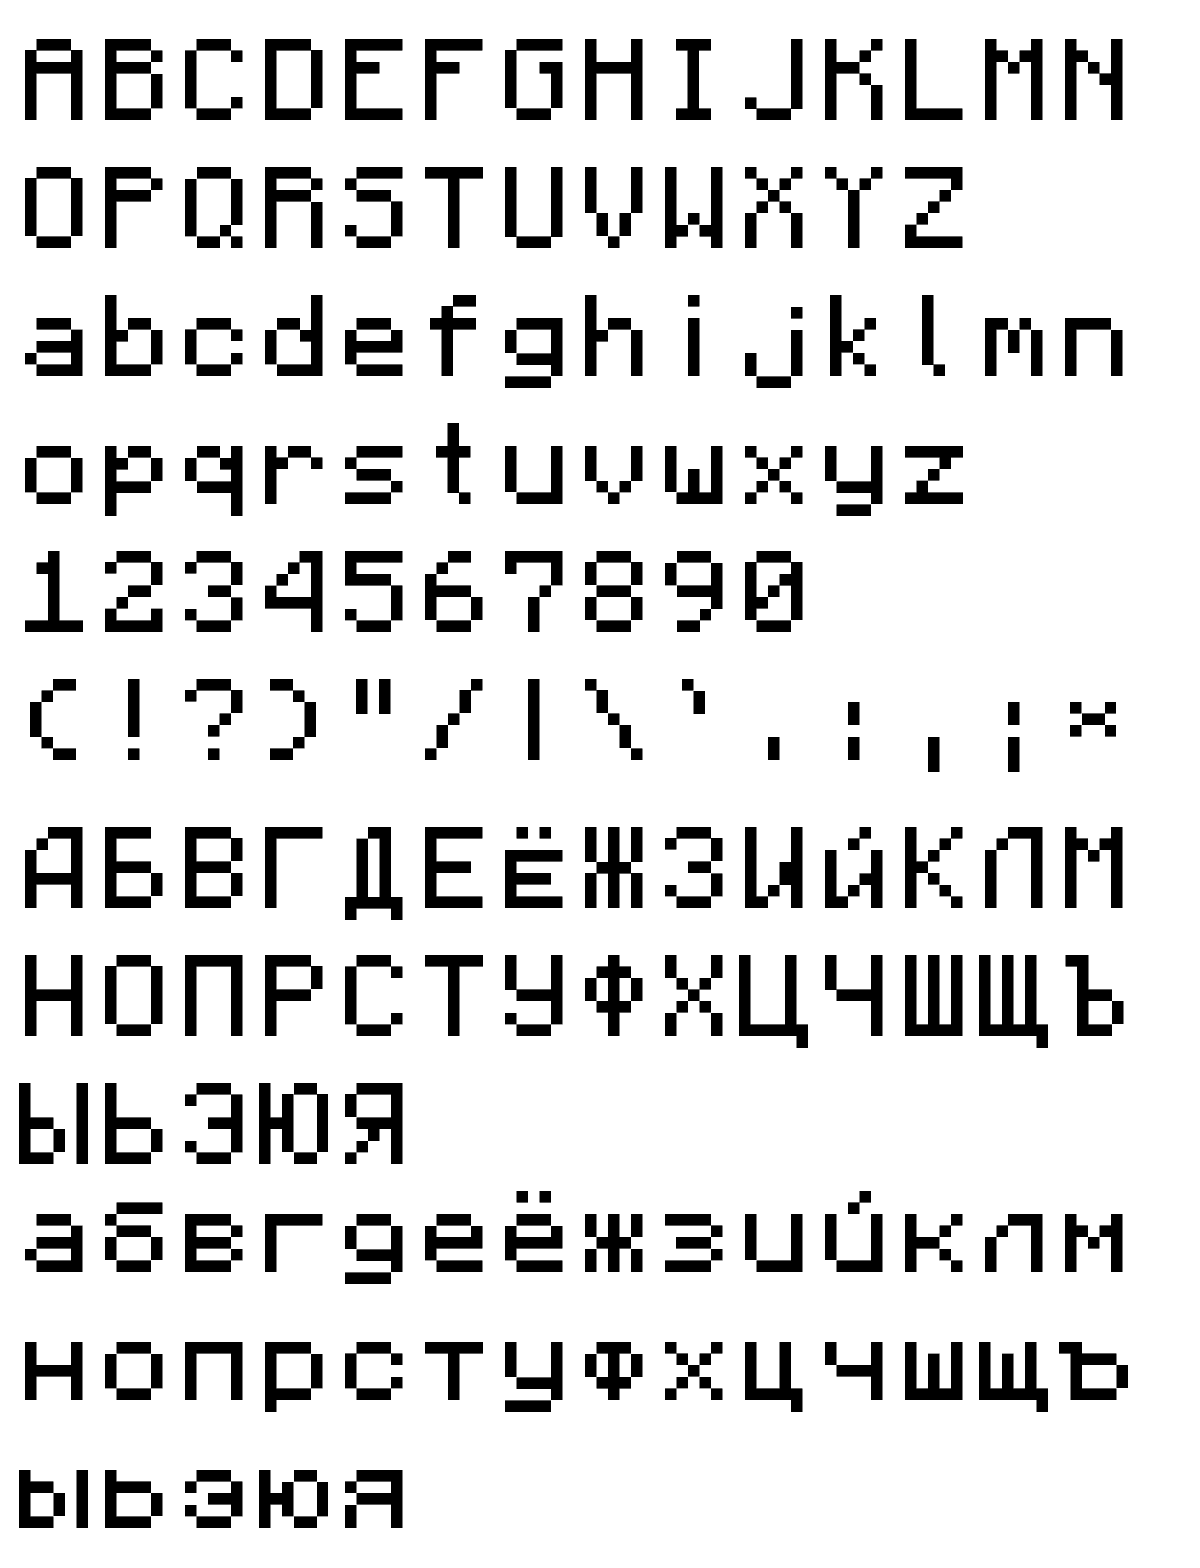 ABCDEFGHIJKLMN
OPQRSTUVWXYZ
abcdefghijklmn
opqrstuvwxyz
1234567890
(!?)"/|\`.:,;×
АБВГДЕЁЖЗИЙКЛМ
НОПРСТУФХЦЧШЩЪ
ЫЬЭЮЯ
абвгдеёжзийклм
нопрстуфхцчшщъ
ыьэюя